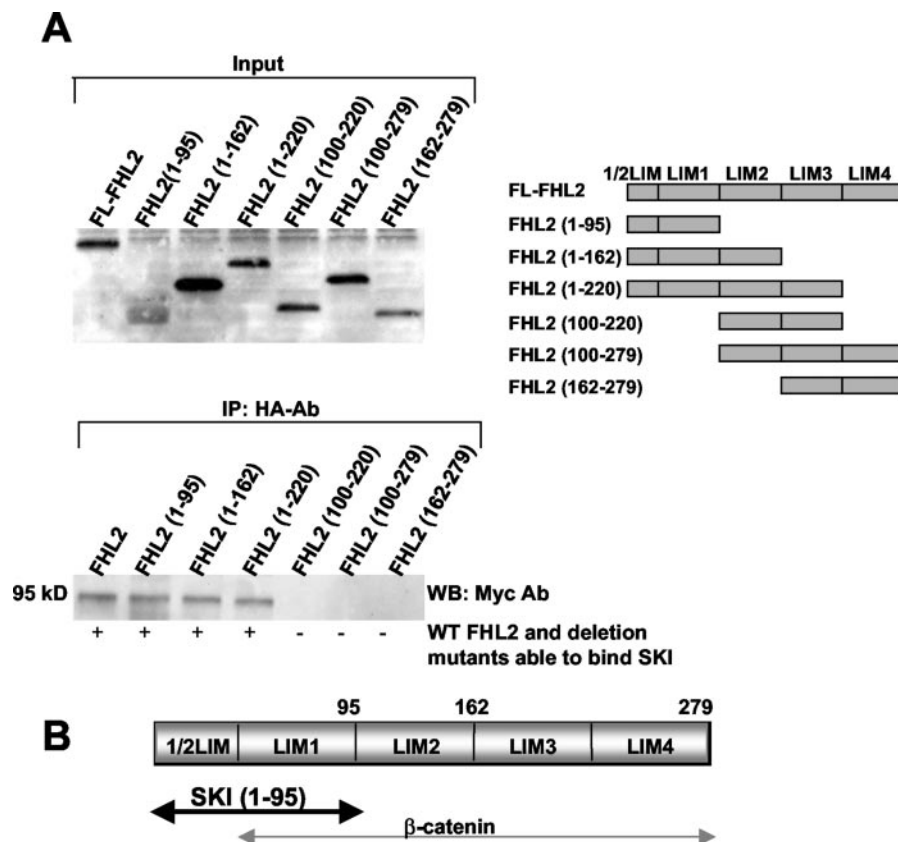 A
Input
FL-FHL2
FHL2(1-95)
FHL2 (1-162)
FHL2 (1-220)
FHL2 (100-220)
FHL2 (100-279)
FHL2 (162-279)
1/2LIM LIM1 LIM2 LIM3 LIM4
FL-FHL2
FHL2 (1-95)
FHL2 (1-162)
FHL2 (1-220)
FHL2 (100-220)
FHL2 (100-279)
FHL2 (162-279)
IP: HA-Ab
FHL2
FHL2 (1-95)
FHL2 (1-162)
FHL2 (1-220)
FHL2 (100-220)
FHL2 (100-279)
FHL2 (162-279)
95 kD
WB: Myc Ab
+ + + + - - -
WT FHL2 and deletion
mutants able to bind SKI
B
95 162 279
1/2LIM LIM1 LIM2 LIM3 LIM4
SKI (1-95)
β-catenin